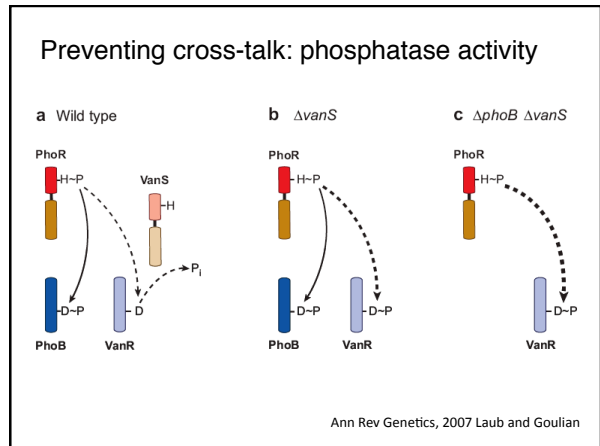 Preventing cross-talk: phosphatase activity
a Wild type
PhoR
H~P
VanS
H
Pi
D~P
D
PhoB
VanR
b ΔvanS
PhoR
H~P
D~P
D~P
PhoB
VanR
c ΔphoB ΔvanS
PhoR
H~P
D~P
VanR
Ann Rev Genetics, 2007 Laub and Goulian